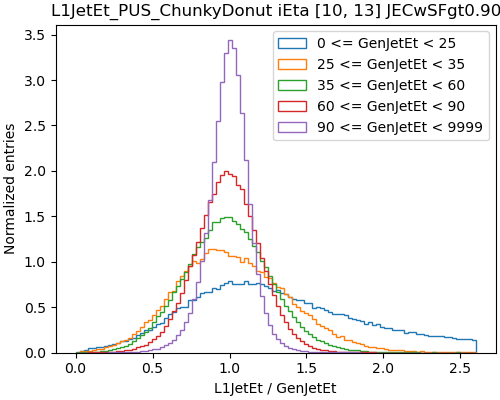 L1JetEt_PUS_ChunkyDonut iEta [10, 13] JECwSFgt0.90
3.5
3.0
2.5
2.0
1.5
1.0
0.5
0.0
Normalized entries
0 <= GenJetEt < 25
25 <= GenJetEt < 35
35 <= GenJetEt < 60
60 <= GenJetEt < 90
90 <= GenJetEt < 9999
0.0 0.5 1.0 1.5 2.0 2.5
L1JetEt / GenJetEt